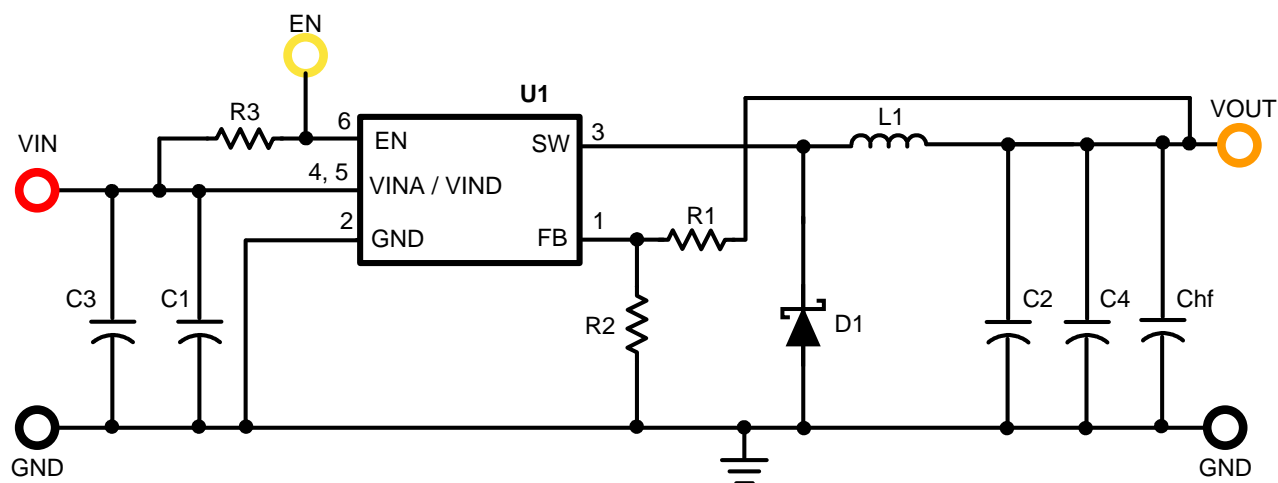 EN
U1
R3
6
EN
SW
3
L1
VOUT
VIN
4, 5
VINA / VIND
2
GND
FB
1
R1
C3
C1
R2
D1
C2
C4
Chf
GND
GND